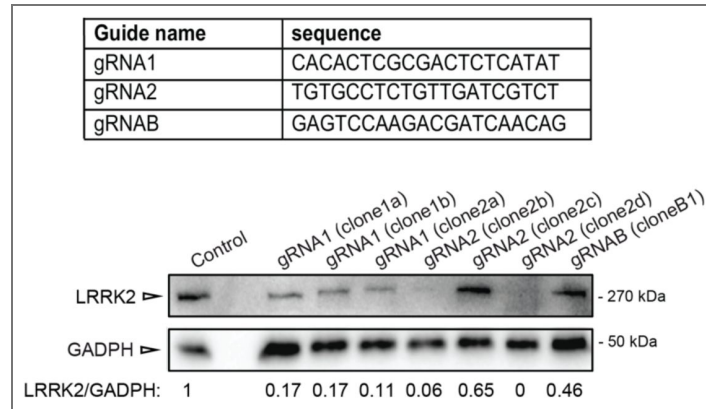 Guide name sequence
gRNA1 CACACTCGCGACTCTCATAT
gRNA2 TGTGCCTCTGTTGATCGTCT
gRNAB GAGTCCAAGACGATCAACAG
Control gRNA1 (clone1a) gRNA1 (clone1b) gRNA1 (clone2a) gRNA2 (clone2b) gRNA2 (clone2c) gRNA2 (clone2d) gRNAB (cloneB1)
LRRK2 - 270 kDa
GADPH - 50 kDa
LRRK2/GADPH: 1 0.17 0.17 0.11 0.06 0.65 0 0.46